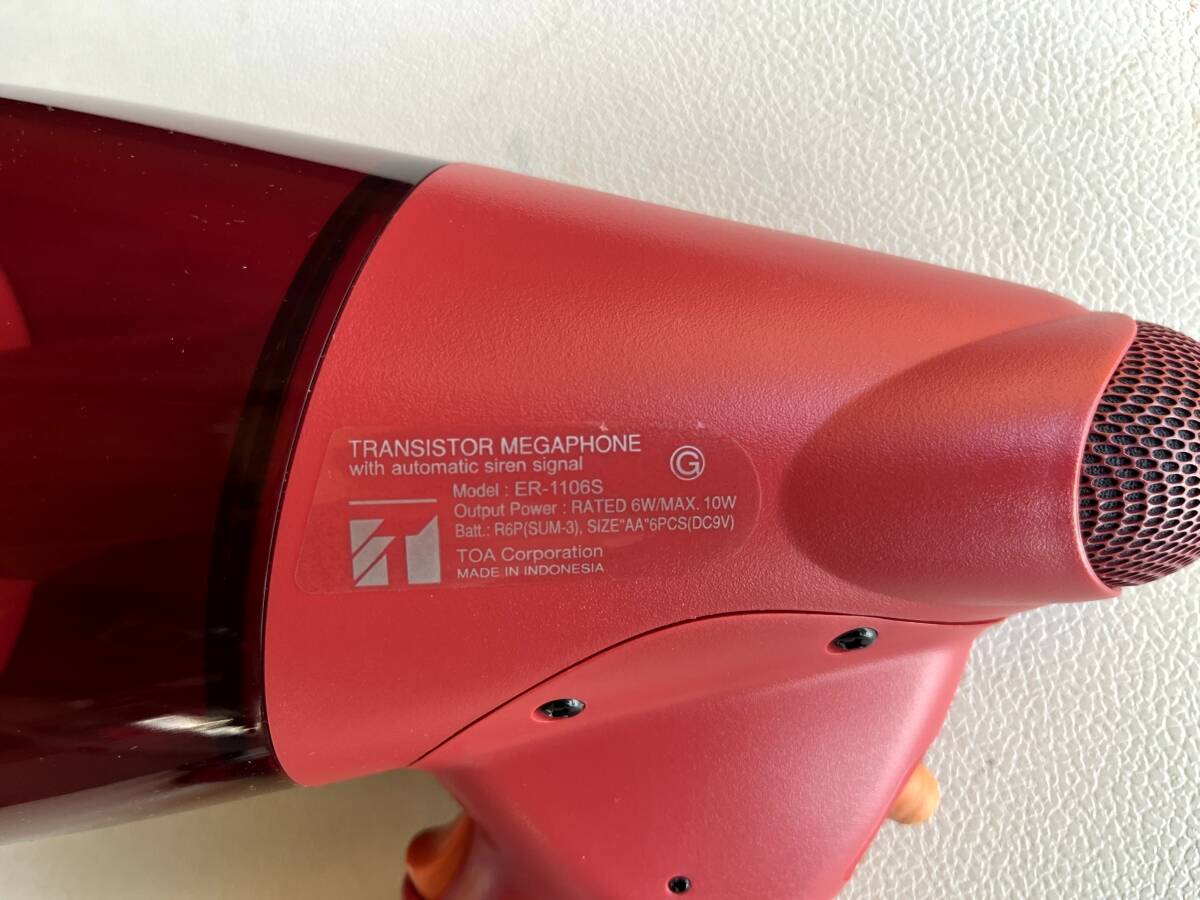 TRANSISTOR MEGAPHONE
with automatic siren signal
G
Model : ER-1106S
Output Power : RATED 6W/MAX. 10W
Batt.: R6P(SUM-3), SIZE"AA"6PCS(DC9V)
TOA Corporation
MADE IN INDONESIA